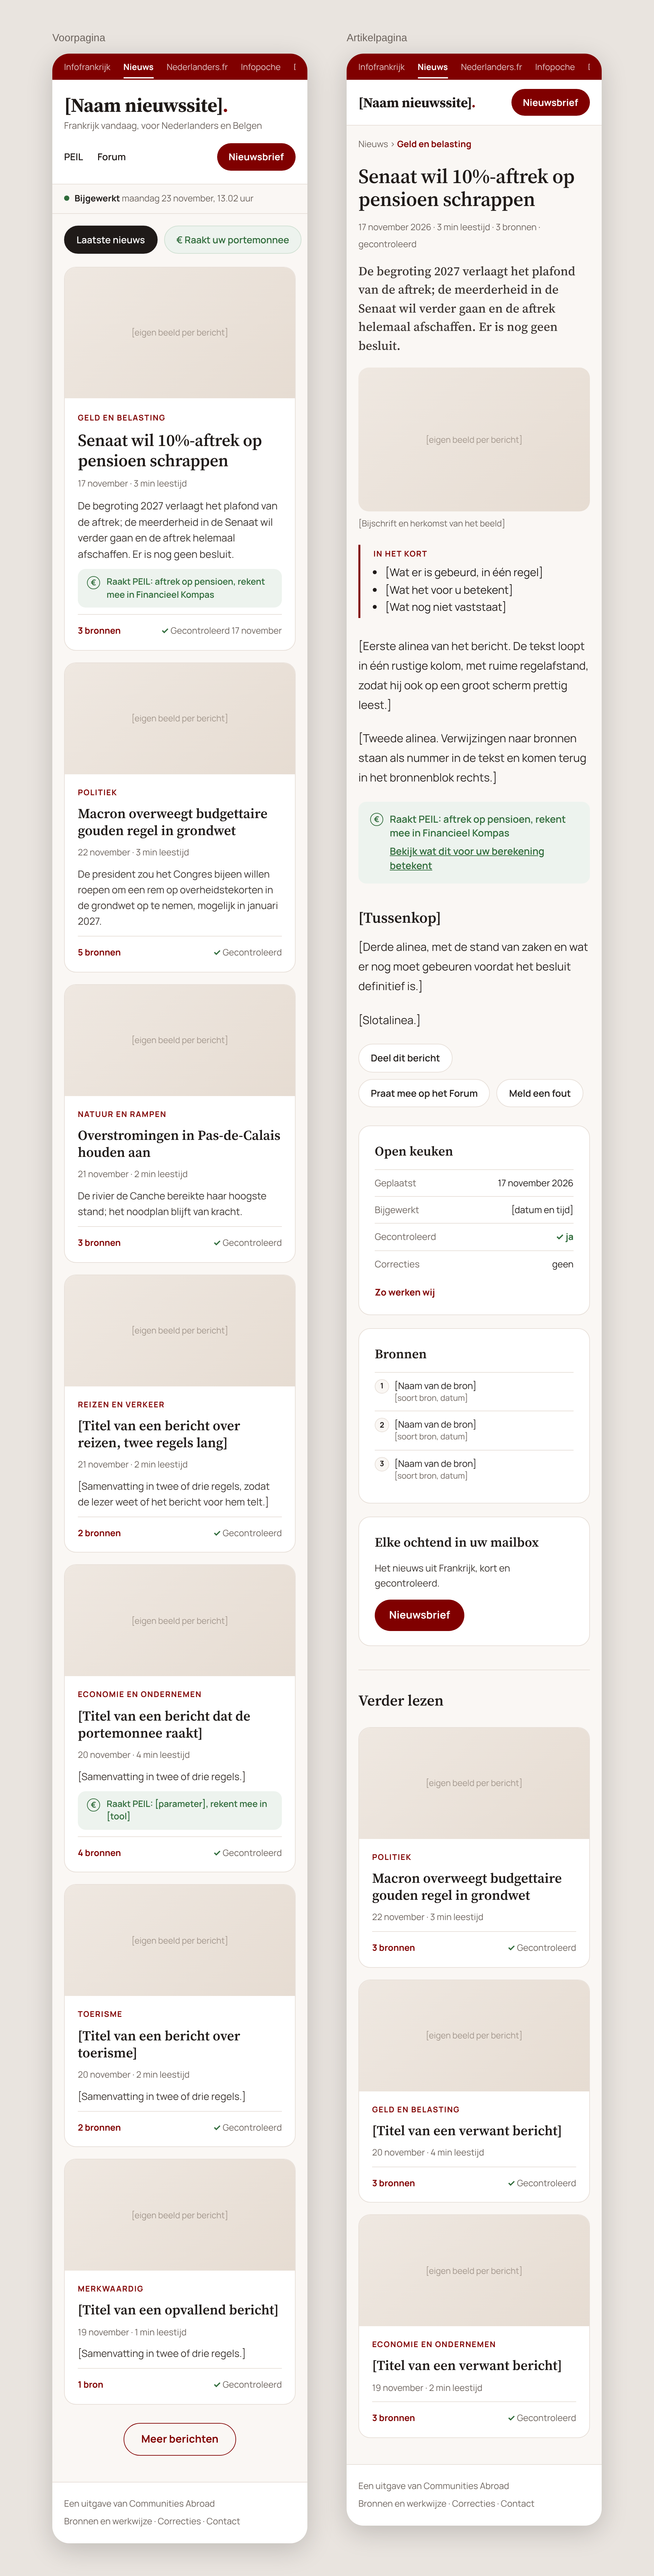 Voorpagina
Infofrankrijk Nieuws Nederlanders.fr Infopoche
[Naam nieuwssite].
Frankrijk vandaag, voor Nederlanders en Belgen
PEIL Forum Nieuwsbrief
Bijgewerkt maandag 23 november, 13.02 uur
Laatste nieuws € Raakt uw portemonnee
[eigen beeld per bericht]
GELD EN BELASTING
Senaat wil 10%-aftrek op
pensioen schrappen
17 november · 3 min leestijd
De begroting 2027 verlaagt het plafond van
de aftrek; de meerderheid in de Senaat wil
verder gaan en de aftrek helemaal
afschaffen. Er is nog geen besluit.
€ Raakt PEIL: aftrek op pensioen, rekent
mee in Financieel Kompas
3 bronnen ✓ Gecontroleerd 17 november
[eigen beeld per bericht]
POLITIEK
Macron overweegt budgettaire
gouden regel in grondwet
22 november · 3 min leestijd
De president zou het Congres bijeen willen
roepen om een rem op overheidstekorten in
de grondwet op te nemen, mogelijk in januari
2027.
5 bronnen ✓ Gecontroleerd
[eigen beeld per bericht]
NATUUR EN RAMPEN
Overstromingen in Pas-de-Calais
houden aan
21 november · 2 min leestijd
De rivier de Canche bereikte haar hoogste
stand; het noodplan blijft van kracht.
3 bronnen ✓ Gecontroleerd
[eigen beeld per bericht]
REIZEN EN VERKEER
[Titel van een bericht over
reizen, twee regels lang]
21 november · 2 min leestijd
[Samenvatting in twee of drie regels, zodat
de lezer weet of het bericht voor hem telt.]
2 bronnen ✓ Gecontroleerd
[eigen beeld per bericht]
ECONOMIE EN ONDERNEMEN
[Titel van een bericht dat de
portemonnee raakt]
20 november · 4 min leestijd
[Samenvatting in twee of drie regels.]
€ Raakt PEIL: [parameter], rekent mee in
[tool]
4 bronnen ✓ Gecontroleerd
[eigen beeld per bericht]
TOERISME
[Titel van een bericht over
toerisme]
20 november · 2 min leestijd
[Samenvatting in twee of drie regels.]
2 bronnen ✓ Gecontroleerd
[eigen beeld per bericht]
MERKWAARDIG
[Titel van een opvallend bericht]
19 november · 1 min leestijd
[Samenvatting in twee of drie regels.]
1 bron ✓ Gecontroleerd
Meer berichten
Een uitgave van Communities Abroad
Bronnen en werkwijze · Correcties · Contact
Artikelpagina
Infofrankrijk Nieuws Nederlanders.fr Infopoche
[Naam nieuwssite]. Nieuwsbrief
Nieuws › Geld en belasting
Senaat wil 10%-aftrek op
pensioen schrappen
17 november 2026 · 3 min leestijd · 3 bronnen ·
gecontroleerd
De begroting 2027 verlaagt het plafond
van de aftrek; de meerderheid in de
Senaat wil verder gaan en de aftrek
helemaal afschaffen. Er is nog geen
besluit.
[eigen beeld per bericht]
[Bijschrift en herkomst van het beeld]
IN HET KORT
• [Wat er is gebeurd, in één regel]
• [Wat het voor u betekent]
• [Wat nog niet vaststaat]
[Eerste alinea van het bericht. De tekst loopt
in één rustige kolom, met ruime regelafstand,
zodat hij ook op een groot scherm prettig
leest.]
[Tweede alinea. Verwijzingen naar bronnen
staan als nummer in de tekst en komen terug
in het bronnenblok rechts.]
€ Raakt PEIL: aftrek op pensioen, rekent
mee in Financieel Kompas
Bekijk wat dit voor uw berekening
betekent
[Tussenkop]
[Derde alinea, met de stand van zaken en wat
er nog moet gebeuren voordat het besluit
definitief is.]
[Slotalinea.]
Deel dit bericht
Praat mee op het Forum Meld een fout
Open keuken
Geplaatst 17 november 2026
Bijgewerkt [datum en tijd]
Gecontroleerd ✓ ja
Correcties geen
Zo werken wij
Bronnen
1 [Naam van de bron]
[soort bron, datum]
2 [Naam van de bron]
[soort bron, datum]
3 [Naam van de bron]
[soort bron, datum]
Elke ochtend in uw mailbox
Het nieuws uit Frankrijk, kort en
gecontroleerd.
Nieuwsbrief
Verder lezen
[eigen beeld per bericht]
POLITIEK
Macron overweegt budgettaire
gouden regel in grondwet
22 november · 3 min leestijd
3 bronnen ✓ Gecontroleerd
[eigen beeld per bericht]
GELD EN BELASTING
[Titel van een verwant bericht]
20 november · 4 min leestijd
3 bronnen ✓ Gecontroleerd
[eigen beeld per bericht]
ECONOMIE EN ONDERNEMEN
[Titel van een verwant bericht]
19 november · 2 min leestijd
3 bronnen ✓ Gecontroleerd
Een uitgave van Communities Abroad
Bronnen en werkwijze · Correcties · Contact